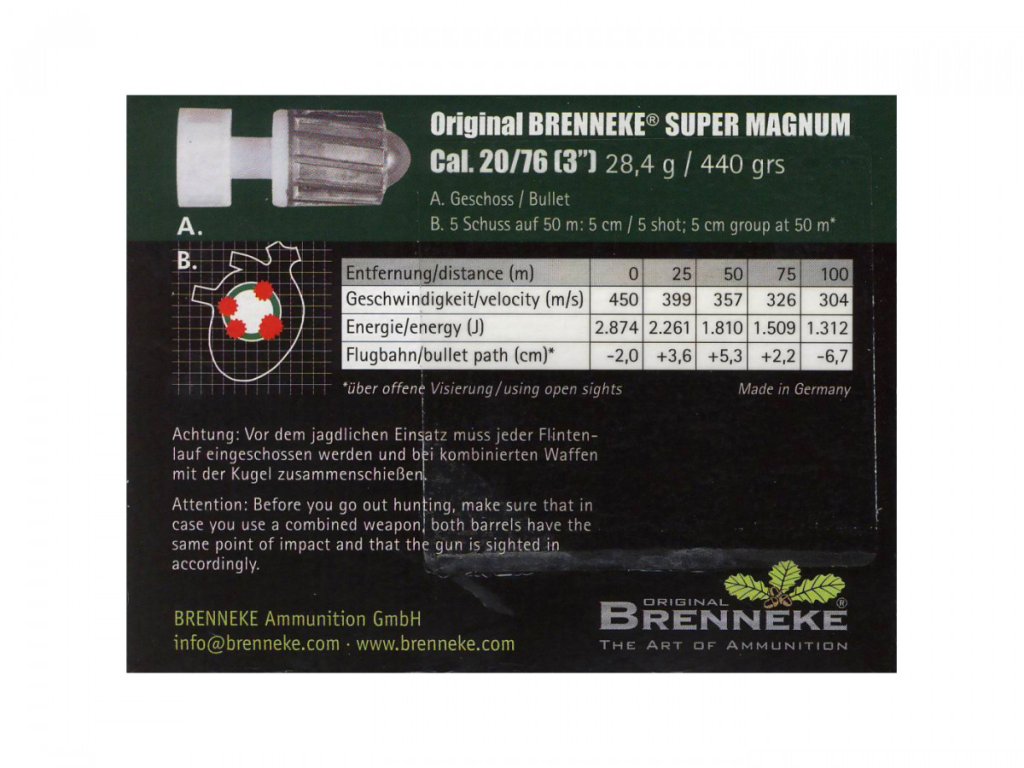 Original BRENNEKE® SUPER MAGNUM
Cal. 20/76 (3”) 28,4 g / 440 grs
A. Geschoss / Bullet
B. 5 Schuss auf 50 m: 5 cm / 5 shot; 5 cm group at 50 m*
A.
B.
Entfernung/distance (m) 0 25 50 75 100
Geschwindigkeit/velocity (m/s) 450 399 357 326 304
Energie/energy (J) 2.874 2.261 1.810 1.509 1.312
Flugbahn/bullet path (cm)* -2,0 +3,6 +5,3 +2,2 -6,7
*über offene Visierung/using open sights Made in Germany
Achtung: Vor dem jagdlichen Einsatz muss jeder Flinten-
lauf eingeschossen werden und bei kombinierten Waffen
mit der Kugel zusammenschießen.
Attention: Before you go out hunting, make sure that in
case you use a combined weapon, both barrels have the
same point of impact and that the gun is sighted in
accordingly.
BRENNEKE Ammunition GmbH
info@brenneke.com · www.brenneke.com
ORIGINAL
BRENNEKE®
THE ART OF AMMUNITION